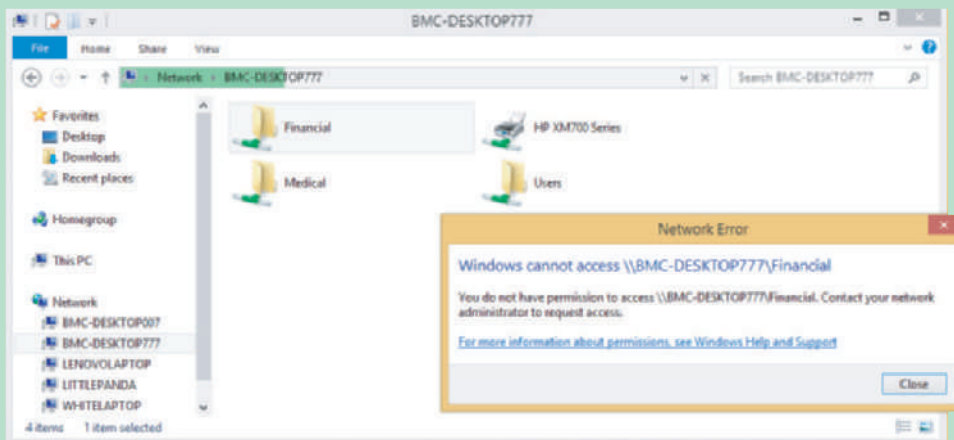 BMC-DESKTOP777
File Home Share View
Network BMC-DESKTOP777
Search BMC-DESKTOP777
Favorites
Desktop
Downloads
Recent places
Homegroup
This PC
Network
BMC-DESKTOP007
BMC-DESKTOP777
LENOVOLAPTOP
LITTLEPANDA
WHITELAPTOP
Financial
HP XM700 Series
Medical
Users
Network Error
Windows cannot access \\BMC-DESKTOP777\Financial
You do not have permission to access \\BMC-DESKTOP777\Financial. Contact your network
administrator to request access.
For more information about permissions, see Windows Help and Support
Close
4 items 1 item selected